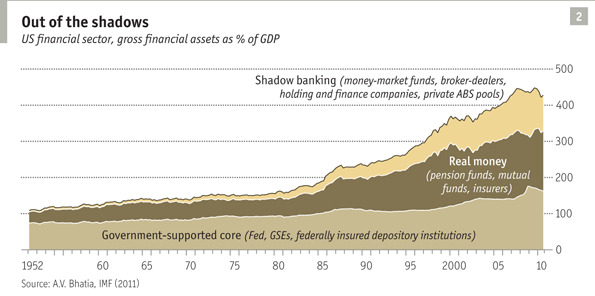 2
Out of the shadows
US financial sector, gross financial assets as % of GDP
Shadow banking (money-market funds, broker-dealers,
holding and finance companies, private ABS pools)
Real money
(pension funds, mutual
funds, insurers)
Government-supported core (Fed, GSEs, federally insured depository institutions)
500
400
300
200
100
0
1952 60 65 70 75 80 85 90 95 2000 05 10
Source: A.V. Bhatia, IMF (2011)